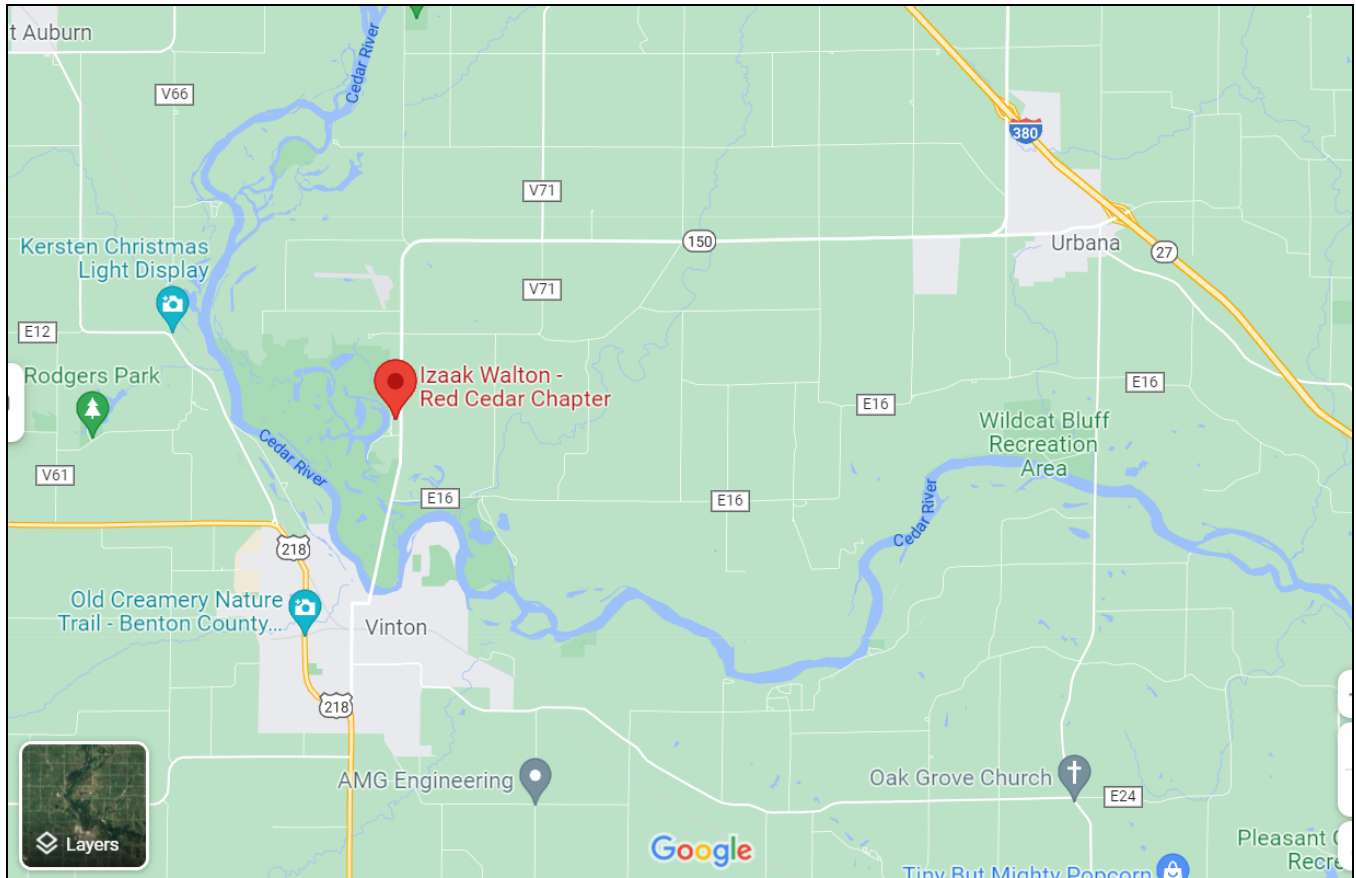 t Auburn
Cedar River
V66
380
V71
Kersten Christmas
Light Display
150
Urbana
27
V71
E12
Rodgers Park
Izaak Walton -
Red Cedar Chapter
E16
E16
Wildcat Bluff
Recreation
Area
Cedar River
V61
E16
E16
Cedar River
218
Old Creamery Nature
Trail - Benton County...
Vinton
218
AMG Engineering
Oak Grove Church
E24
Layers
Google
Pleasant
Recre
Tiny But Mighty Popcorn